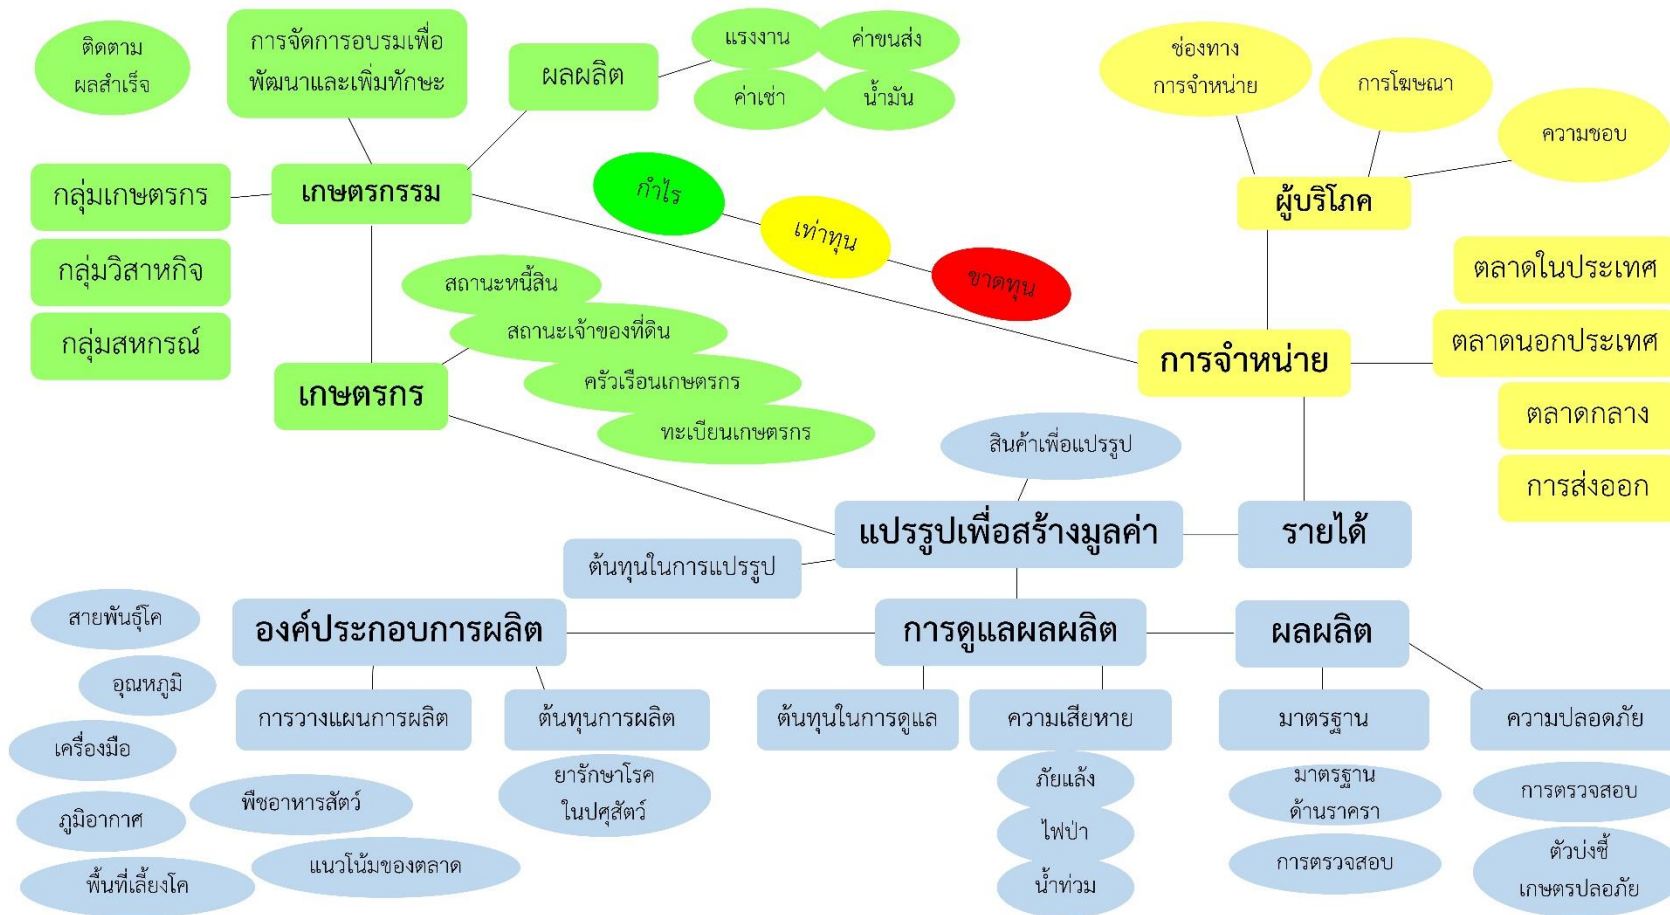 ติดตาม
ผลสำเร็จ
การจัดการอบรมเพื่อ
พัฒนาและเพิ่มทักษะ
ผลผลิต
แรงงาน
ค่าขนส่ง
ค่าเช่า
น้ำมัน
ช่องทาง
การจำหน่าย
การโฆษณา
ความชอบ
กลุ่มเกษตรกร
เกษตรกรรม
กำไร
เท่าทุน
ขาดทุน
ผู้บริโภค
กลุ่มวิสาหกิจ
กลุ่มสหกรณ์
สถานะหนี้สิน
สถานะเจ้าของที่ดิน
ครัวเรือนเกษตรกร
ทะเบียนเกษตรกร
เกษตรกร
การจำหน่าย
ตลาดในประเทศ
ตลาดนอกประเทศ
ตลาดกลาง
การส่งออก
สินค้าเพื่อแปรรูป
แปรรูปเพื่อสร้างมูลค่า
รายได้
ต้นทุนในการแปรรูป
องค์ประกอบการผลิต
การดูแลผลผลิต
ผลผลิต
สายพันธุ์โค
อุณหภูมิ
เครื่องมือ
ภูมิอากาศ
พื้นที่เลี้ยงโค
พืชอาหารสัตว์
แนวโน้มของตลาด
การวางแผนการผลิต
ต้นทุนการผลิต
ยารักษาโรค
ในปศุสัตว์
ต้นทุนในการดูแล
ความเสียหาย
ภัยแล้ง
ไฟป่า
น้ำท่วม
มาตรฐาน
มาตรฐาน
ด้านราครา
การตรวจสอบ
ความปลอดภัย
การตรวจสอบ
ตัวบ่งชี้
เกษตรปลอภัย